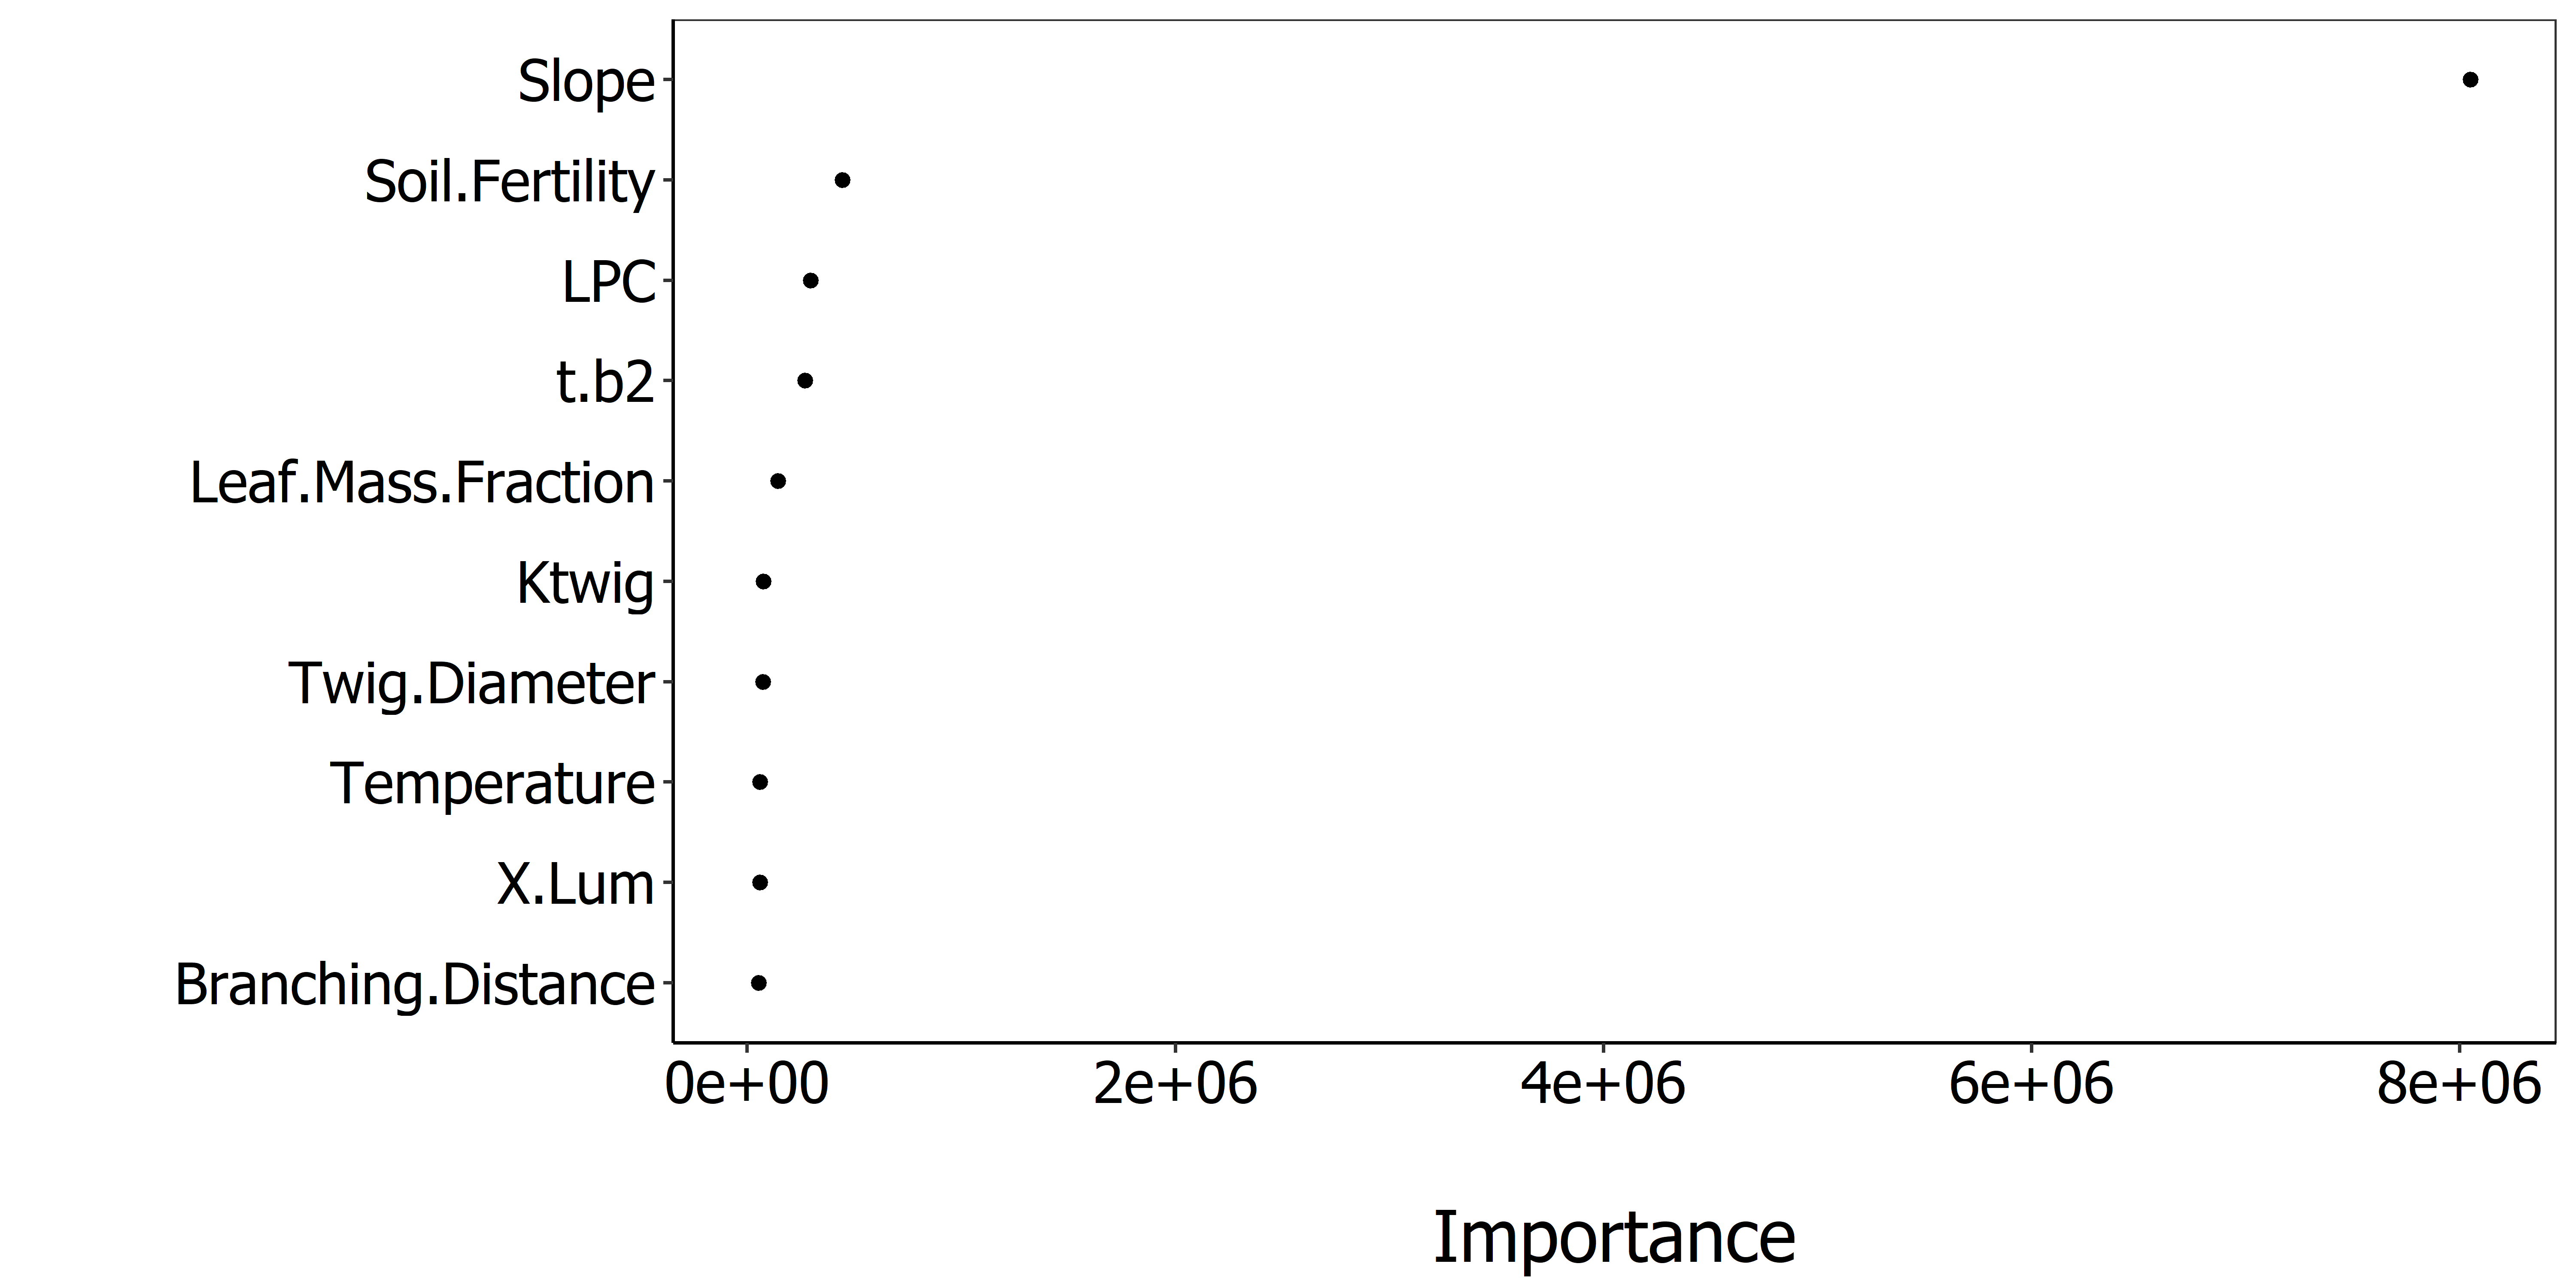 Slope
Soil.Fertility
LPC
t.b2
Leaf.Mass.Fraction
Ktwig
Twig.Diameter
Temperature
X.Lum
Branching.Distance
0e+00 2e+06 4e+06 6e+06 8e+06
Importance